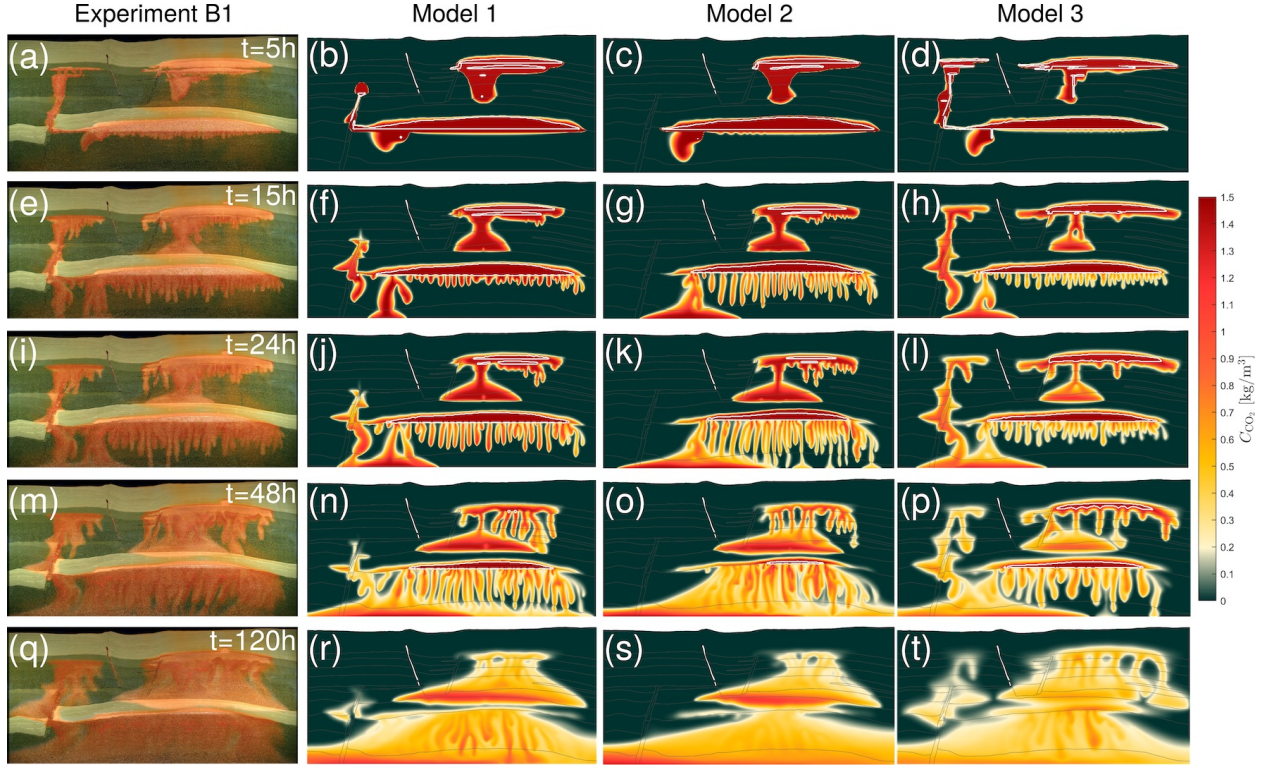 Experiment B1 Model 1 Model 2 Model 3
(a) t=5h (b) (c) (d)
(e) t=15h (f) (g) (h)
(i) t=24h (j) (k) (l)
(m) t=48h (n) (o) (p)
(q) t=120h (r) (s) (t)
1.5
1.4
1.3
1.2
1.1
1
0.9
0.8
0.7
0.6
0.5
0.4
0.3
0.2
0.1
0
C_CO₂ [kg/m³]